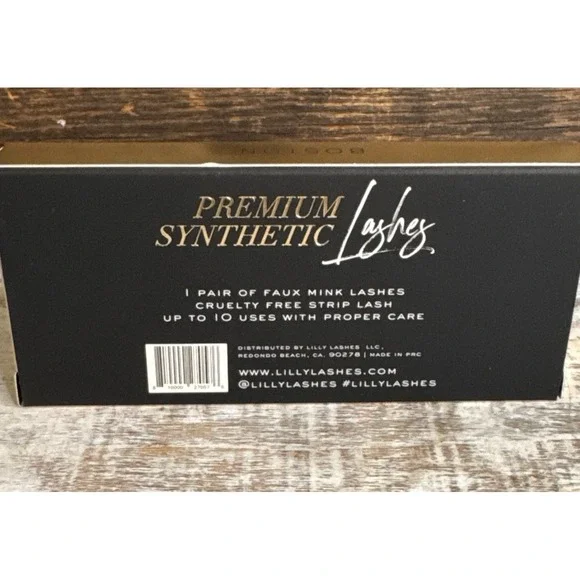 BOSTON
PREMIUM
SYNTHETIC Lashes
1 PAIR OF FAUX MINK LASHES
CRUELTY FREE STRIP LASH
UP TO 10 USES WITH PROPER CARE
DISTRIBUTED BY LILLY LASHES LLC,
REDONDO BEACH, CA. 90278 | MADE IN PRC
WWW.LILLYLASHES.COM
@LILLYLASHES #LILLYLASHES